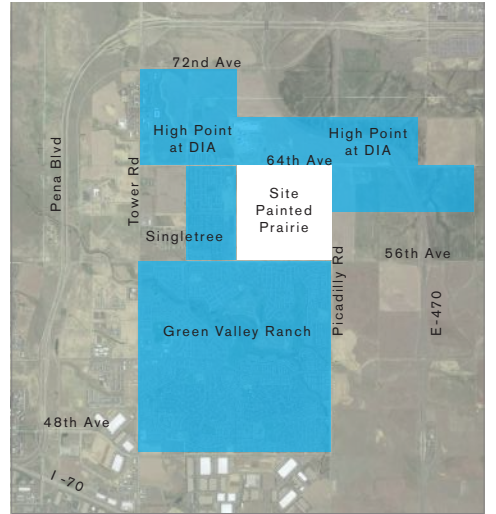 72nd Ave
High Point
at DIA
High Point
at DIA
64th Ave
Pena Blvd
Tower Rd
Site
Painted
Prairie
Singletree
56th Ave
Picadilly Rd
E-470
Green Valley Ranch
48th Ave
I -70